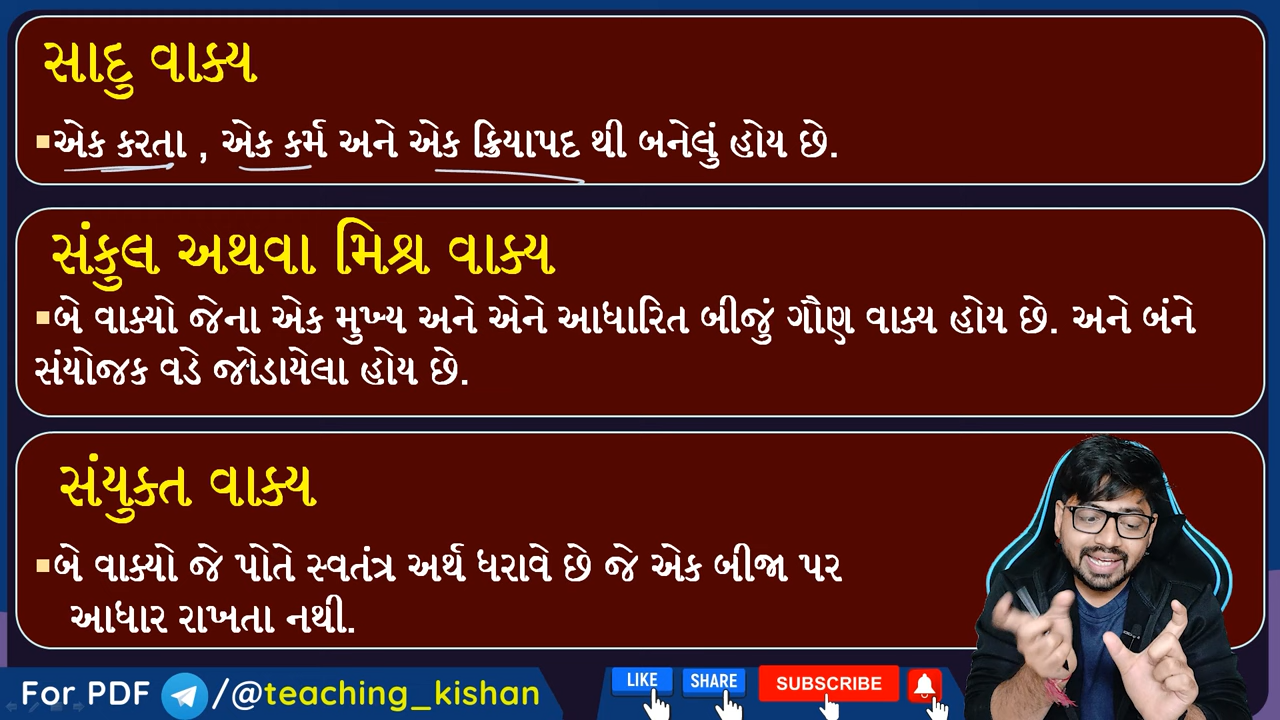 સાદુ વાક્ય
▪એક કરતા , એક કર્મ અને એક ક્રિયાપદ થી બનેલું હોય છે.
સંકુલ અથવા મિશ્ર વાક્ય
▪બે વાક્યો જેના એક મુખ્ય અને એને આધારિત બીજું ગૌણ વાક્ય હોય છે. અને બંને
સંયોજક વડે જોડાયેલા હોય છે.
સંયુક્ત વાક્ય
▪બે વાક્યો જે પોતે સ્વતંત્ર અર્થ ધરાવે છે જે એક બીજા પર
આધાર રાખતા નથી.
For PDF /@teaching_kishan
LIKE SHARE SUBSCRIBE